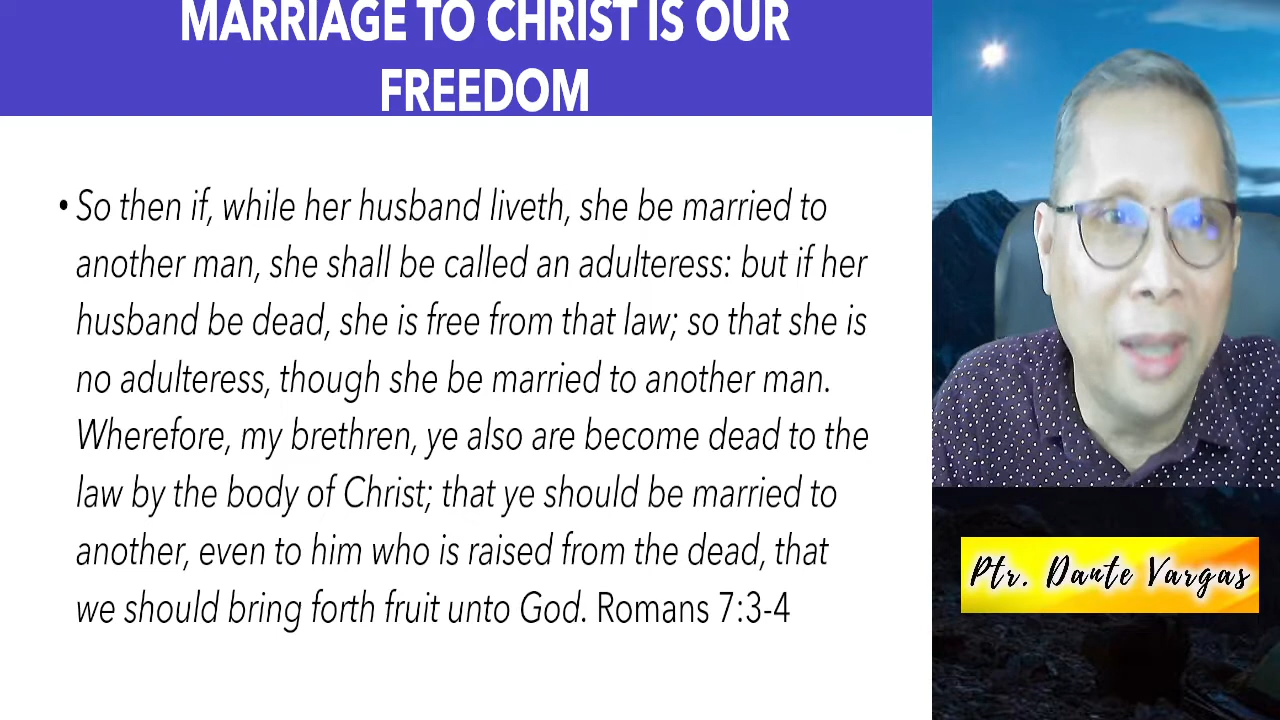 MARRIAGE TO CHRIST IS OUR
FREEDOM
• So then if, while her husband liveth, she be married to
another man, she shall be called an adulteress: but if her
husband be dead, she is free from that law; so that she is
no adulteress, though she be married to another man.
Wherefore, my brethren, ye also are become dead to the
law by the body of Christ; that ye should be married to
another, even to him who is raised from the dead, that
we should bring forth fruit unto God. Romans 7:3-4
Ptr. Dante Vargas